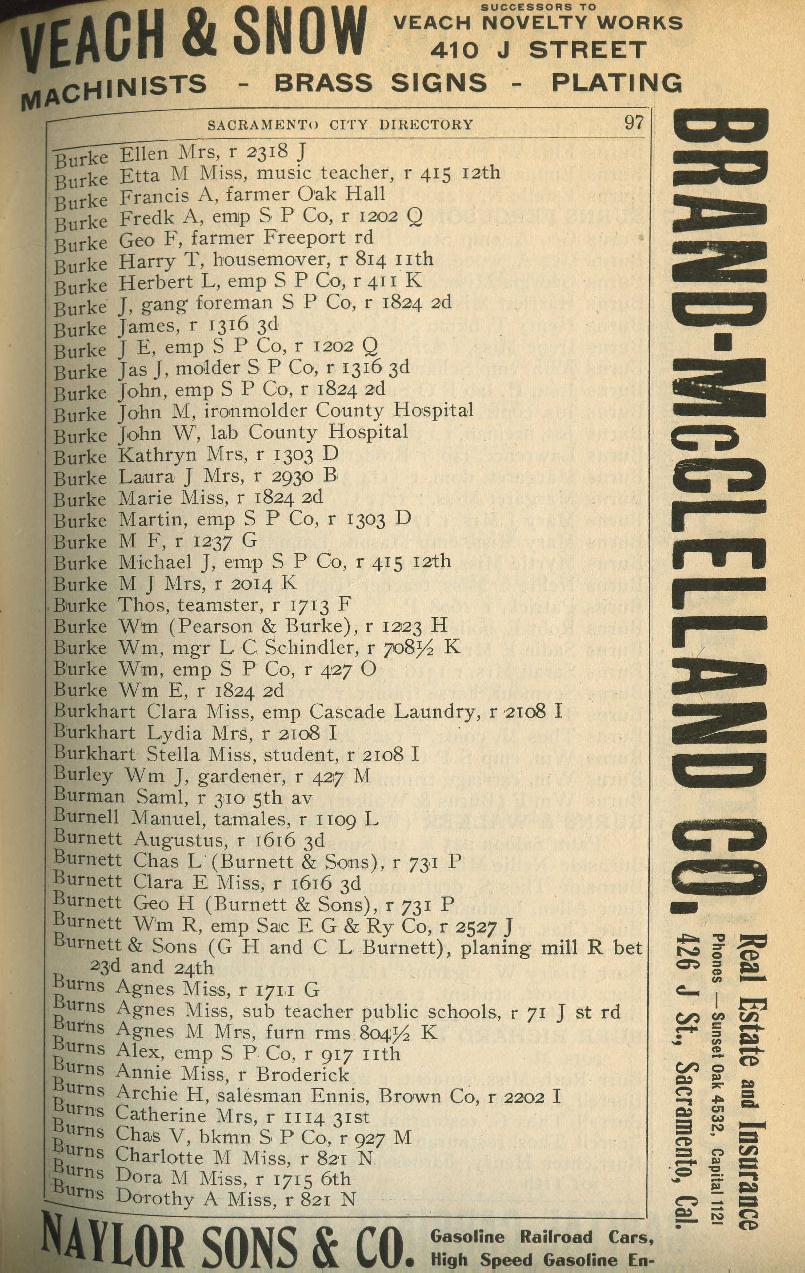 VEACH & SNOW
SUCCESSORS TO
VEACH NOVELTY WORKS
410 J STREET
MACHINISTS - BRASS SIGNS - PLATING
SACRAMENTO CITY DIRECTORY 97
Burke Ellen Mrs, r 2318 J
Burke Etta M Miss, music teacher, r 415 12th
Burke Francis A, farmer Oak Hall
Burke Fredk A, emp S P Co, r 1202 Q
Burke Geo F, farmer Freeport rd
Burke Harry T, housemover, r 814 11th
Burke Herbert L, emp S P Co, r 411 K
Burke J, gang foreman S P Co, r 1824 2d
Burke James, r 1316 3d
Burke J E, emp S P Co, r 1202 Q
Burke Jas J, molder S P Co, r 1316 3d
Burke John, emp S P Co, r 1824 2d
Burke John M, ironmolder County Hospital
Burke John W, lab County Hospital
Burke Kathryn Mrs, r 1303 D
Burke Laura J Mrs, r 2930 B
Burke Marie Miss, r 1824 2d
Burke Martin, emp S P Co, r 1303 D
Burke M F, r 1237 G
Burke Michael J, emp S P Co, r 415 12th
Burke M J Mrs, r 2014 K
Burke Thos, teamster, r 1713 F
Burke Wm (Pearson & Burke), r 1223 H
Burke Wm, mgr L C Schindler, r 708½ K
Burke Wm, emp S P Co, r 427 O
Burke Wm E, r 1824 2d
Burkhart Clara Miss, emp Cascade Laundry, r 2108 I
Burkhart Lydia Mrs, r 2108 I
Burkhart Stella Miss, student, r 2108 I
Burley Wm J, gardener, r 427 M
Burman Saml, r 310 5th av
Burnell Manuel, tamales, r 1109 L
Burnett Augustus, r 1616 3d
Burnett Chas L (Burnett & Sons), r 731 P
Burnett Clara E Miss, r 1616 3d
Burnett Geo H (Burnett & Sons), r 731 P
Burnett Wm R, emp Sac E G & Ry Co, r 2527 J
Burnett & Sons (G H and C L Burnett), planing mill R bet
23d and 24th
Burns Agnes Miss, r 1711 G
Burns Agnes Miss, sub teacher public schools, r 71 J st rd
Burns Agnes M Mrs, furn rms 804½ K
Burns Alex, emp S P Co, r 917 11th
Burns Annie Miss, r Broderick
Burns Archie H, salesman Ennis, Brown Co, r 2202 I
Burns Catherine Mrs, r 1114 31st
Burns Chas V, bkmn S P Co, r 927 M
Burns Charlotte M Miss, r 821 N
Burns Dora M Miss, r 1715 6th
Burns Dorothy A Miss, r 821 N
BRAND-McCLELLAND CO.
Real Estate and Insurance
Phones — Sunset Oak 4532, Capital 1121
426 J St., Sacramento, Cal.
NAYLOR SONS & CO.
Gasoline Railroad Cars,
High Speed Gasoline En-